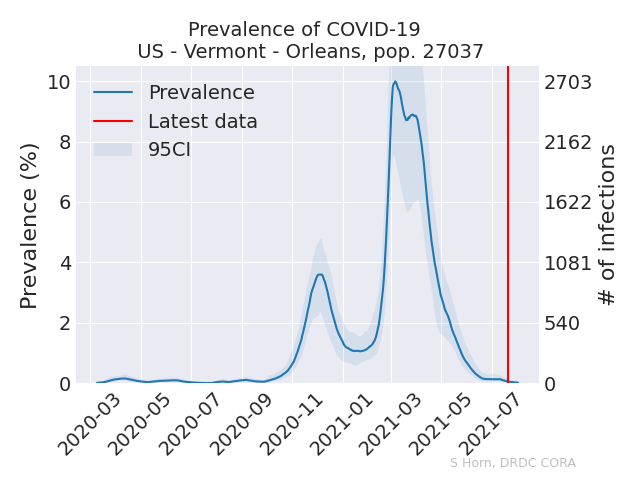 Prevalence of COVID-19
US - Vermont - Orleans, pop. 27037
Prevalence
Latest data
95CI
Prevalence (%)
10
8
6
4
2
0
2703
2162
1622
1081
540
0
# of infections
2020-03
2020-05
2020-07
2020-09
2020-11
2021-01
2021-03
2021-05
2021-07
S Horn, DRDC CORA